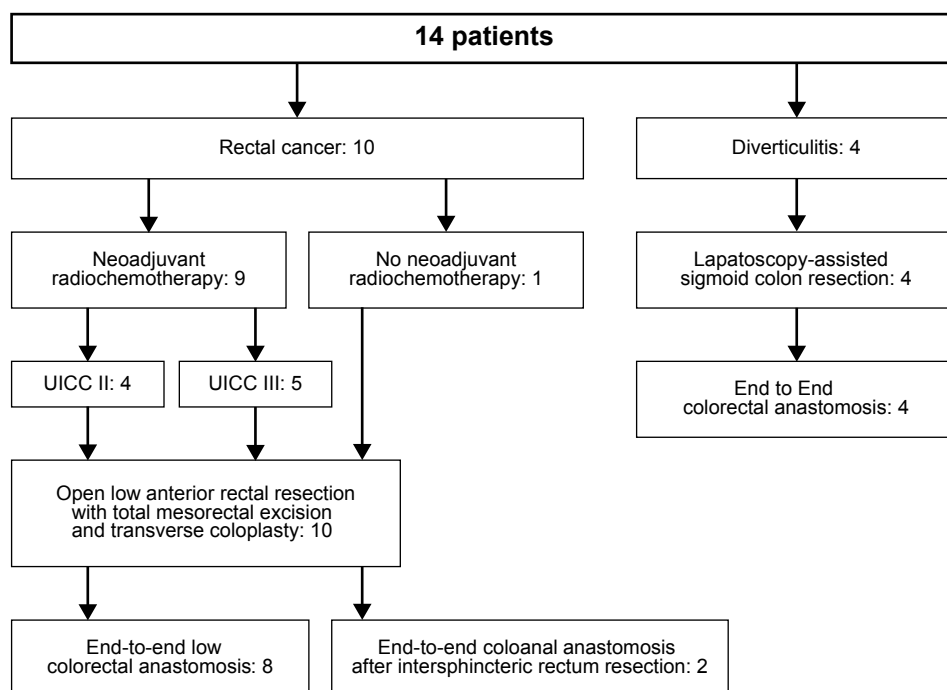 14 patients
Rectal cancer: 10
Diverticulitis: 4
Neoadjuvant
radiochemotherapy: 9
No neoadjuvant
radiochemotherapy: 1
Lapatoscopy-assisted
sigmoid colon resection: 4
UICC II: 4
UICC III: 5
End to End
colorectal anastomosis: 4
Open low anterior rectal resection
with total mesorectal excision
and transverse coloplasty: 10
End-to-end low
colorectal anastomosis: 8
End-to-end coloanal anastomosis
after intersphincteric rectum resection: 2